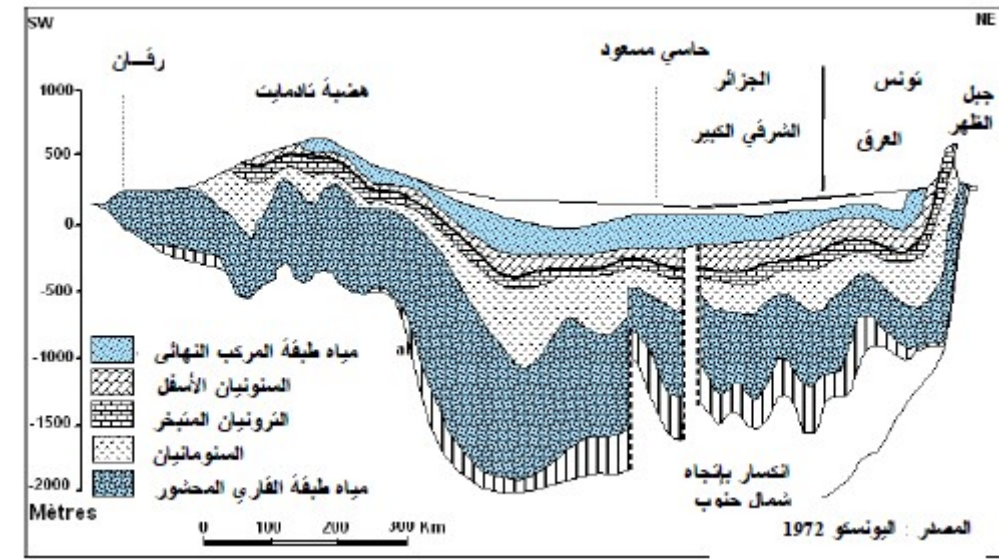 SW
NE
رقــان
هضبة تادمايت
حاسي مسعود
الجزائر
تونس
جبل
الظهر
الشرقي الكبير
العرق
1000
500
0
-500
-1000
-1500
-2000
Mètres
مياه طبقة المركب النهائي
السنونيان الأسفل
الترونيان المتبخر
السنومانيان
مياه طبقة القاري المحشور
a
0 100 200 300 Km
انكسار بإتجاه
شمال جنوب
المصدر : اليونسكو 1972